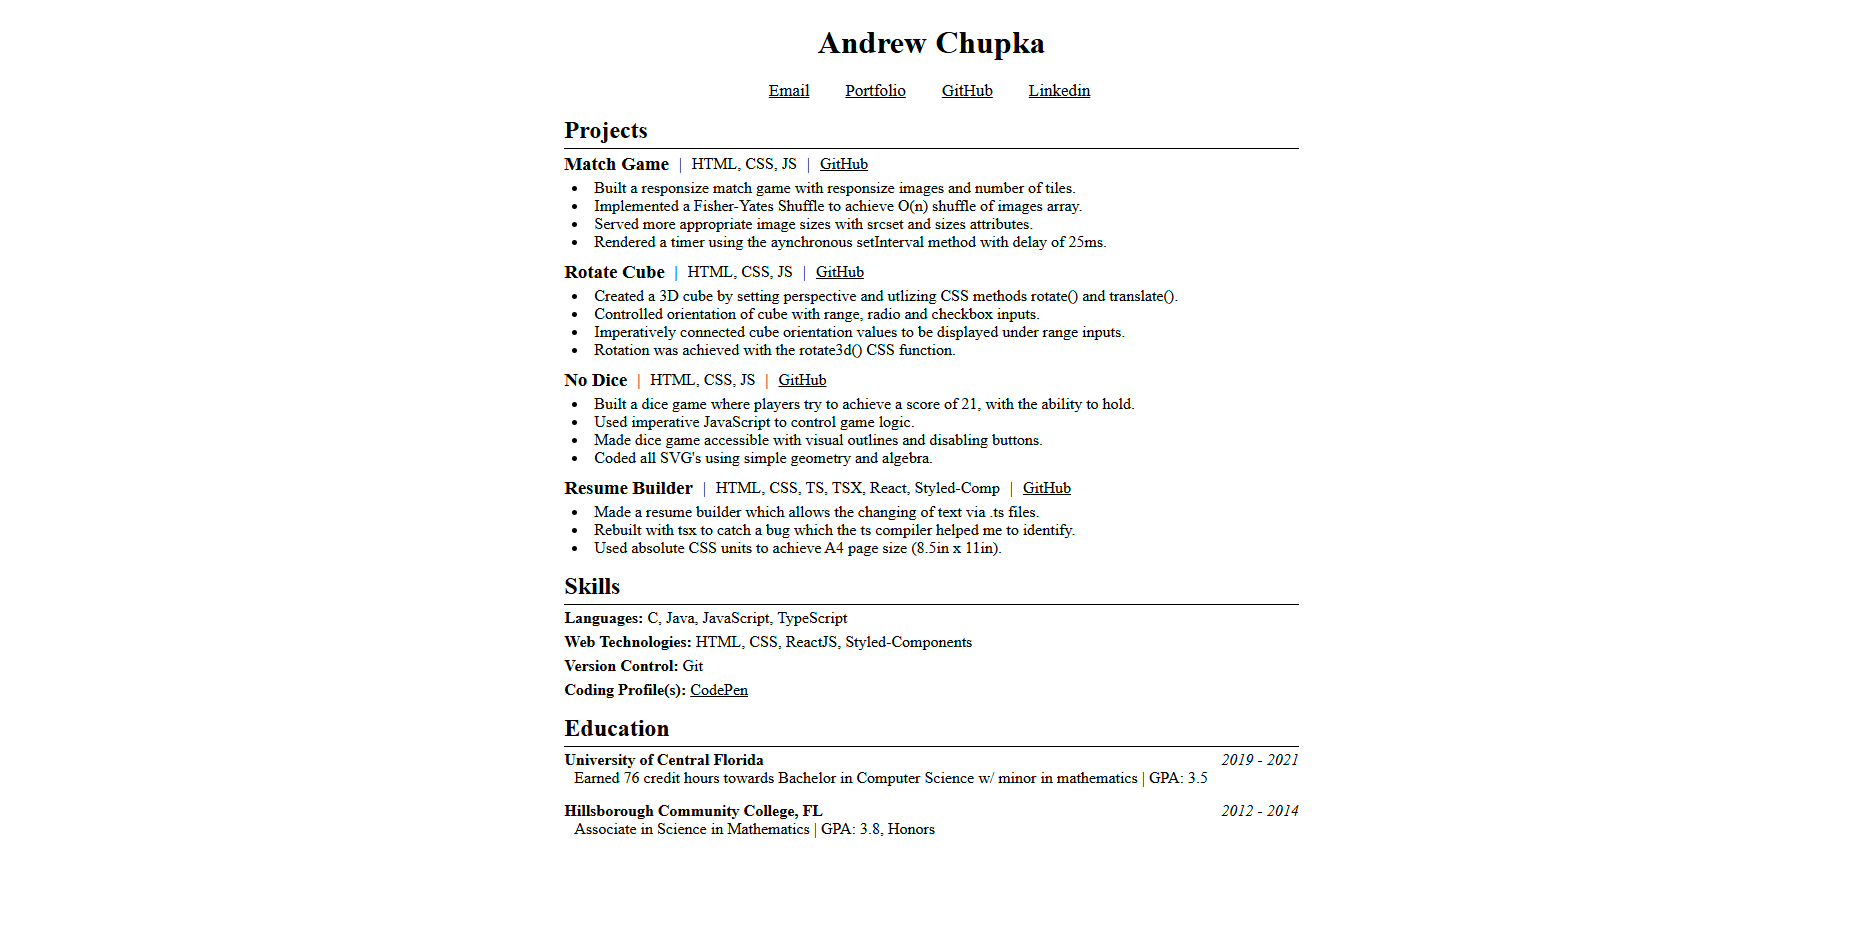 Andrew Chupka
Email Portfolio GitHub Linkedin
Projects
Match Game | HTML, CSS, JS | GitHub
• Built a responsize match game with responsize images and number of tiles.
• Implemented a Fisher-Yates Shuffle to achieve O(n) shuffle of images array.
• Served more appropriate image sizes with srcset and sizes attributes.
• Rendered a timer using the aynchronous setInterval method with delay of 25ms.
Rotate Cube | HTML, CSS, JS | GitHub
• Created a 3D cube by setting perspective and utlizing CSS methods rotate() and translate().
• Controlled orientation of cube with range, radio and checkbox inputs.
• Imperatively connected cube orientation values to be displayed under range inputs.
• Rotation was achieved with the rotate3d() CSS function.
No Dice | HTML, CSS, JS | GitHub
• Built a dice game where players try to achieve a score of 21, with the ability to hold.
• Used imperative JavaScript to control game logic.
• Made dice game accessible with visual outlines and disabling buttons.
• Coded all SVG's using simple geometry and algebra.
Resume Builder | HTML, CSS, TS, TSX, React, Styled-Comp | GitHub
• Made a resume builder which allows the changing of text via .ts files.
• Rebuilt with tsx to catch a bug which the ts compiler helped me to identify.
• Used absolute CSS units to achieve A4 page size (8.5in x 11in).
Skills
Languages: C, Java, JavaScript, TypeScript
Web Technologies: HTML, CSS, ReactJS, Styled-Components
Version Control: Git
Coding Profile(s): CodePen
Education
University of Central Florida 2019 - 2021
Earned 76 credit hours towards Bachelor in Computer Science w/ minor in mathematics | GPA: 3.5
Hillsborough Community College, FL 2012 - 2014
Associate in Science in Mathematics | GPA: 3.8, Honors